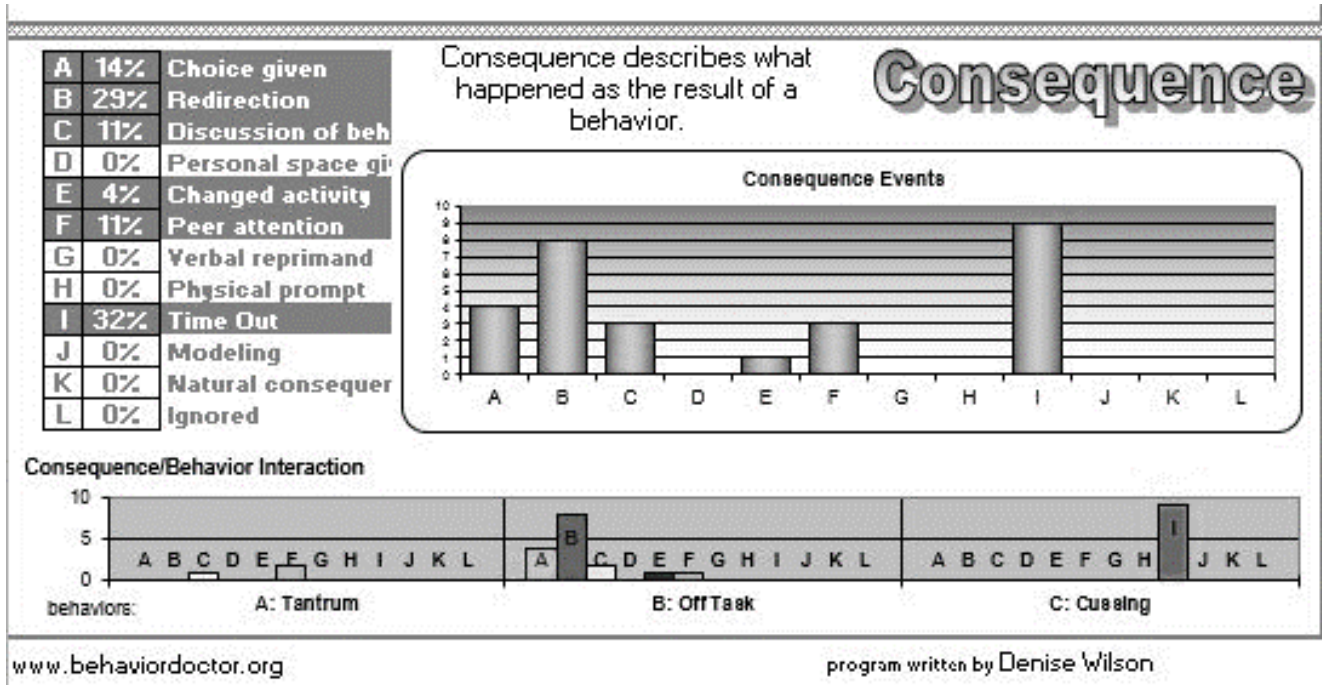 A 14% Choice given
B 29% Redirection
C 11% Discussion of beh
D 0% Personal space gi
E 4% Changed activity
F 11% Peer attention
G 0% Verbal reprimand
H 0% Physical prompt
I 32% Time Out
J 0% Modeling
K 0% Natural consequer
L 0% Ignored
Consequence describes what
happened as the result of a
behavior.
Consequence
Consequence Events
10
9
8
7
6
5
4
3
2
1
0
A B C D E F G H I J K L
Consequence/Behavior Interaction
10
5
A B C D E F G H I J K L A B C D E F G H I J K L A B C D E F G H I J K L
0
behaviors: A: Tantrum B: Off Task C: Cussing
www.behaviordoctor.org program written by Denise Wilson